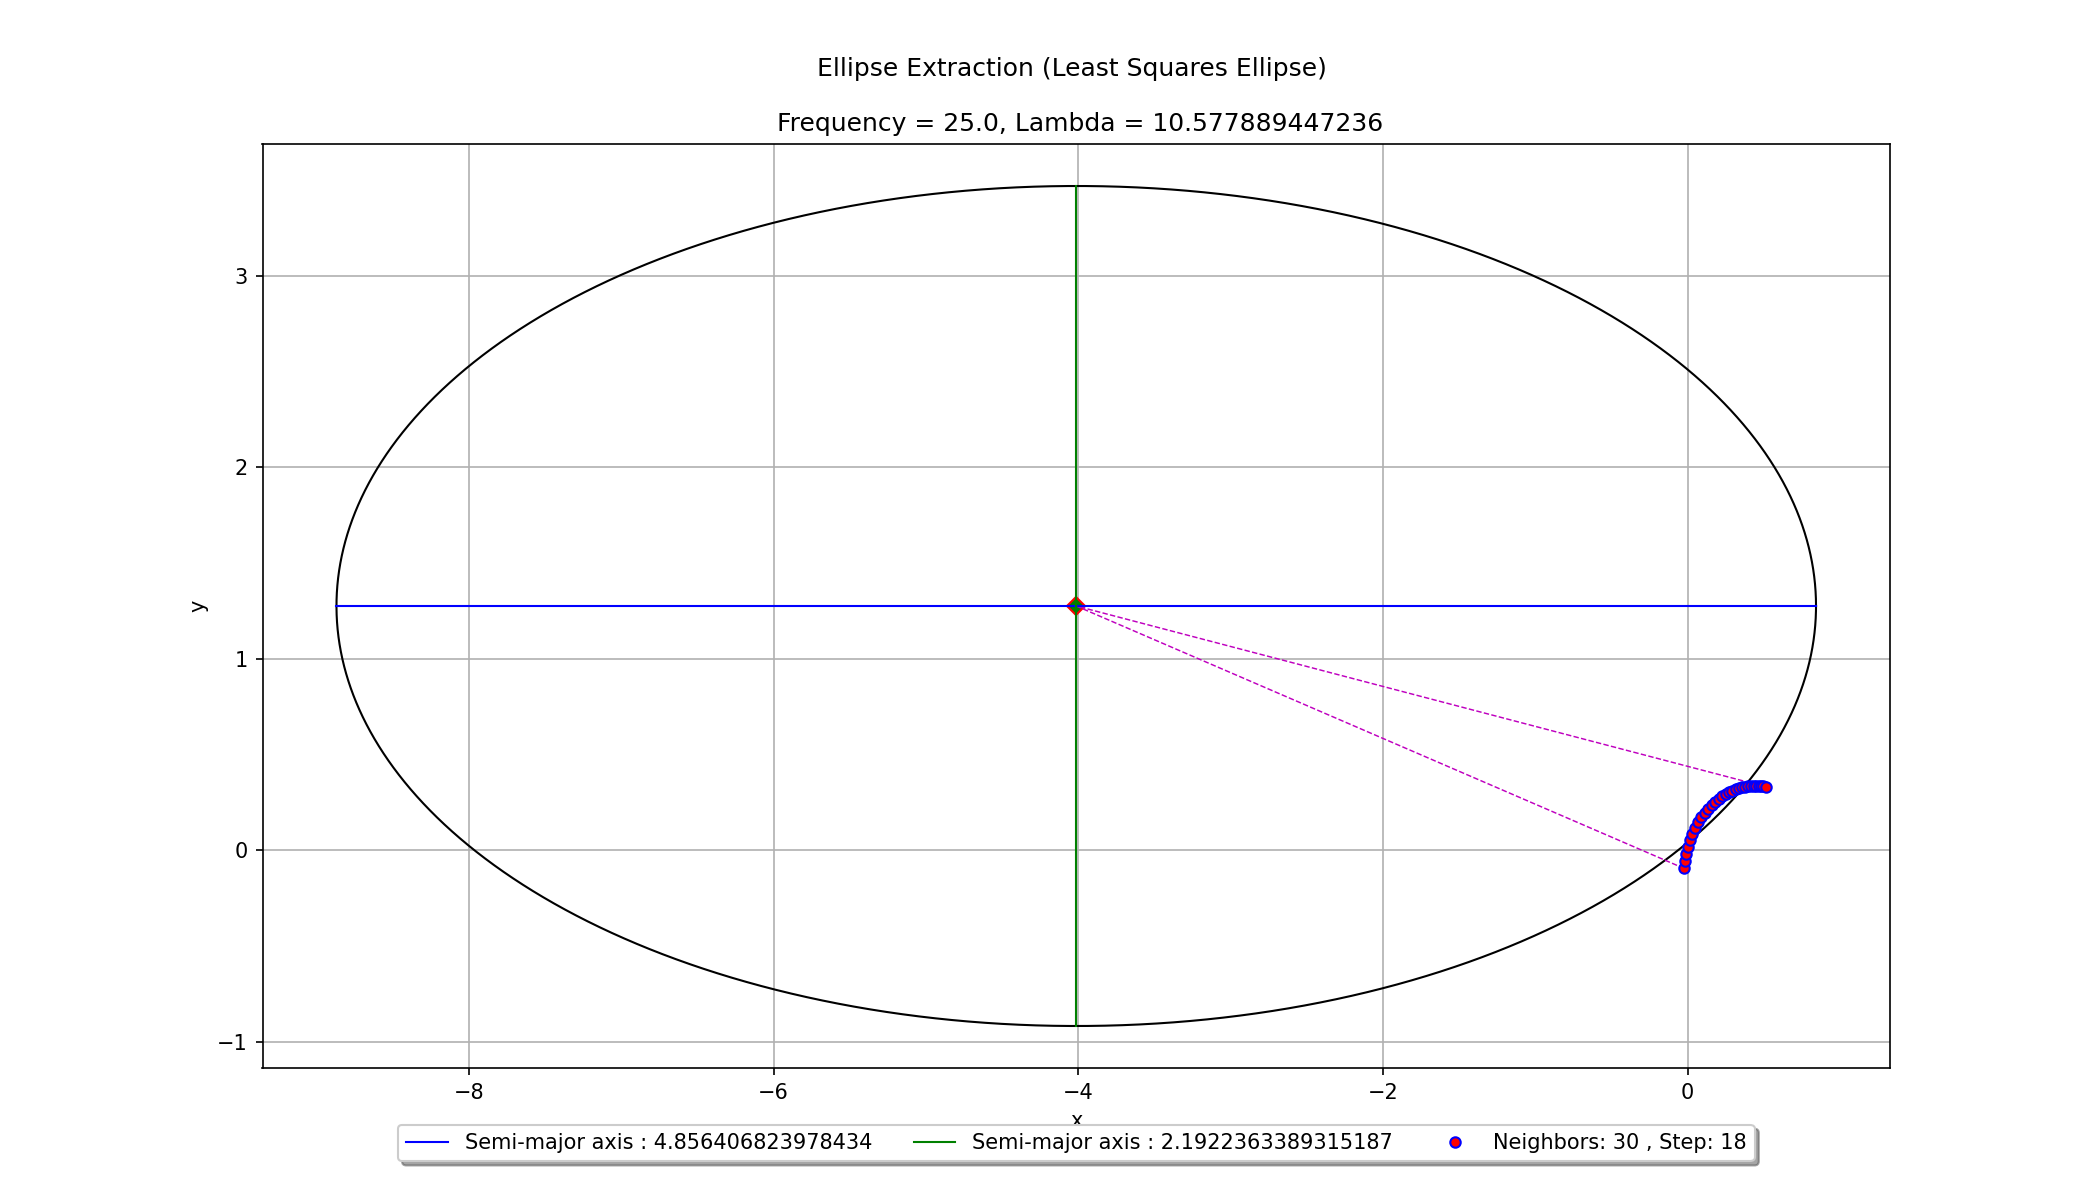 Ellipse Extraction (Least Squares Ellipse)
Frequency = 25.0, Lambda = 10.577889447236
3
2
1
0
−1
y
−8 −6 −4 −2 0
x
Semi-major axis : 4.856406823978434 Semi-major axis : 2.1922363389315187 Neighbors: 30 , Step: 18